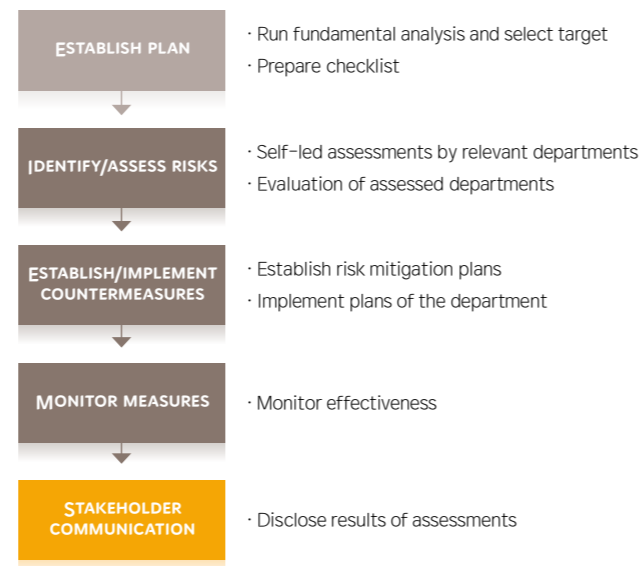 ESTABLISH PLAN
· Run fundamental analysis and select target
· Prepare checklist
IDENTIFY/ASSESS RISKS
· Self-led assessments by relevant departments
· Evaluation of assessed departments
ESTABLISH/IMPLEMENT
COUNTERMEASURES
· Establish risk mitigation plans
· Implement plans of the department
MONITOR MEASURES
· Monitor effectiveness
STAKEHOLDER
COMMUNICATION
· Disclose results of assessments